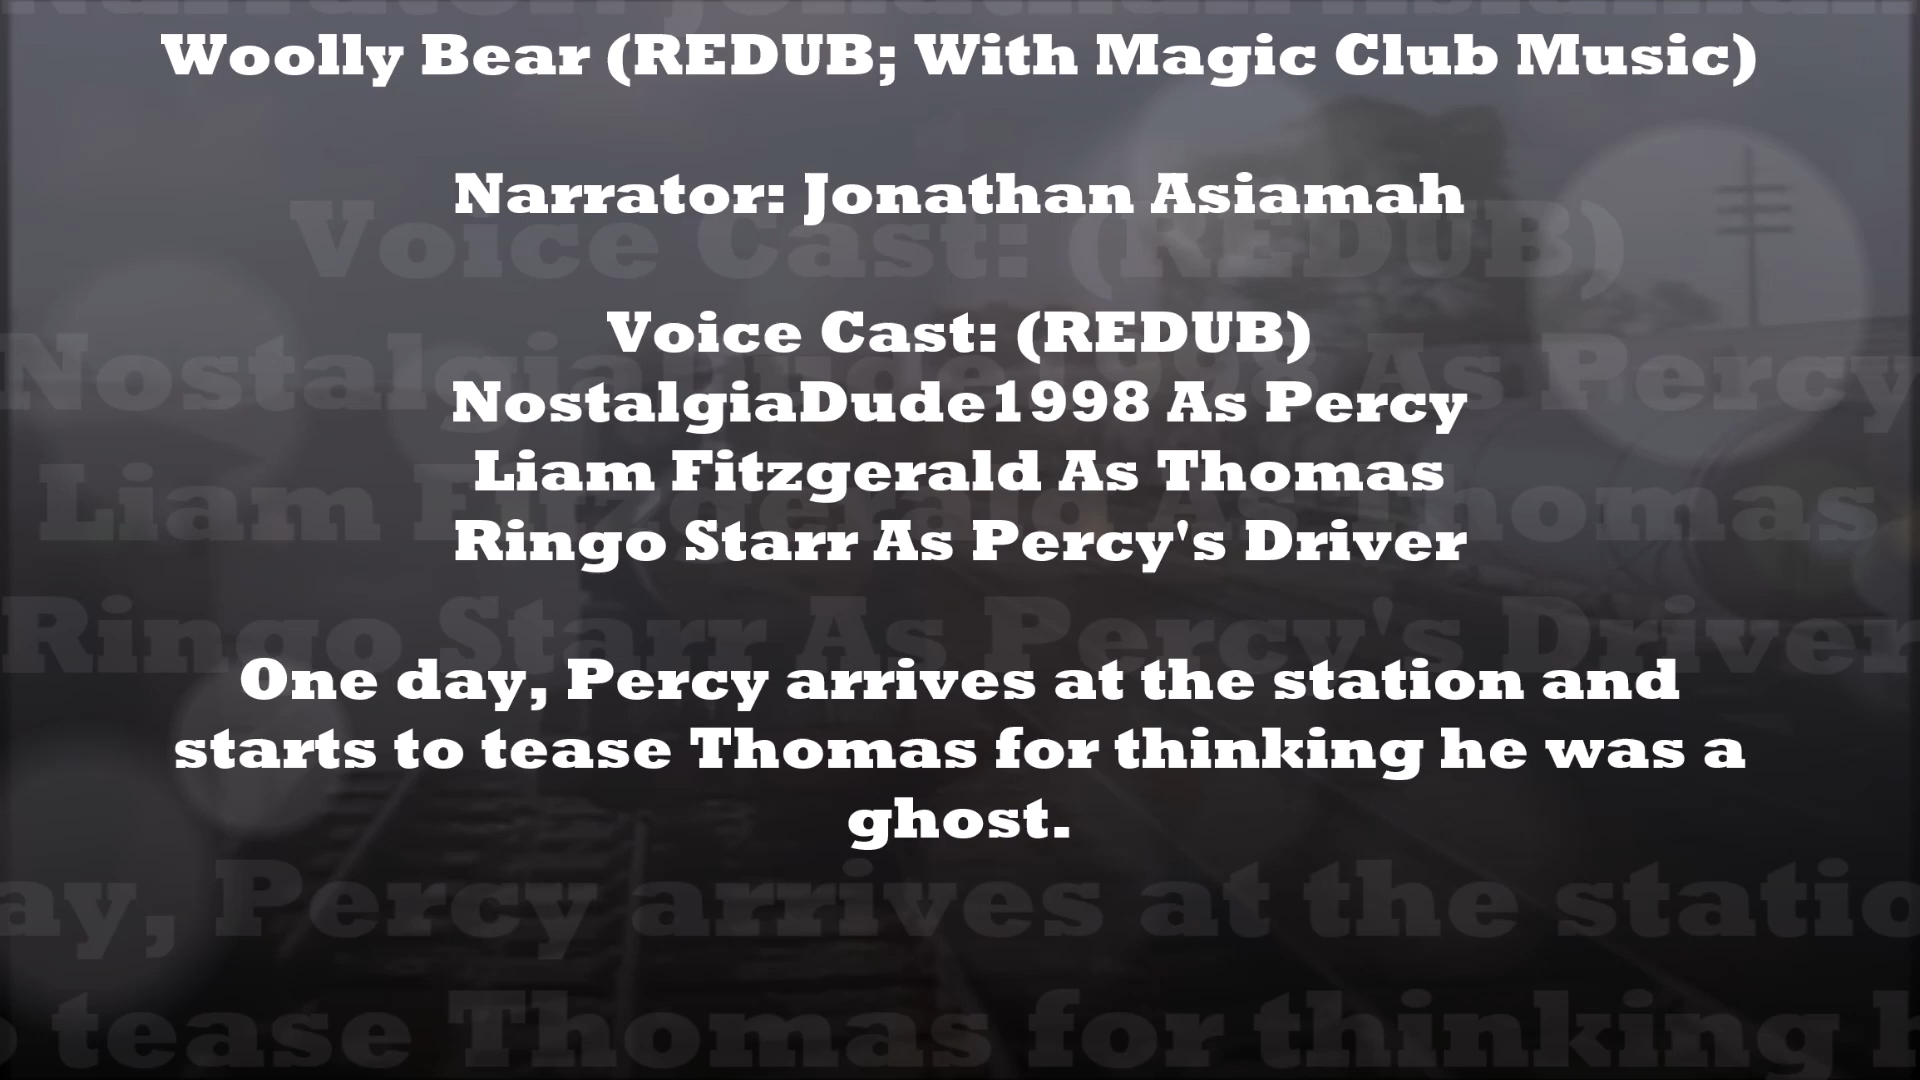 Woolly Bear (REDUB; With Magic Club Music)
Narrator: Jonathan Asiamah
Voice Cast: (REDUB)
NostalgiaDude1998 As Percy
Liam Fitzgerald As Thomas
Ringo Starr As Percy's Driver
One day, Percy arrives at the station and
starts to tease Thomas for thinking he was a
ghost.